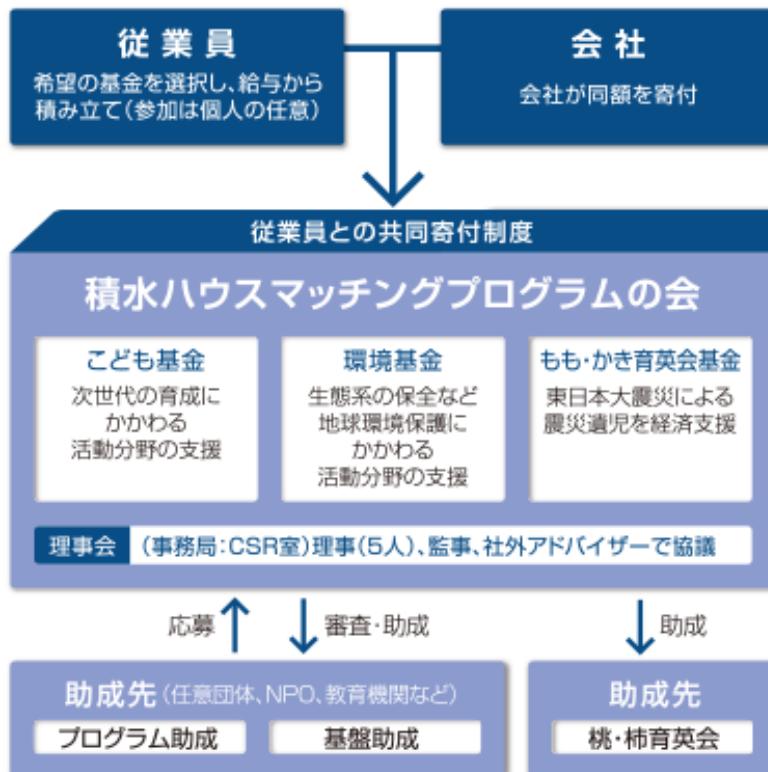 従業員
希望の基金を選択し、給与から
積み立て(参加は個人の任意)
会社
会社が同額を寄付
従業員との共同寄付制度
積水ハウスマッチングプログラムの会
こども基金
次世代の育成に
かかわる
活動分野の支援
環境基金
生態系の保全など
地球環境保護に
かかわる
活動分野の支援
もも・かき育英会基金
東日本大震災による
震災遺児を経済支援
理事会 (事務局:CSR室)理事(5人)、監事、社外アドバイザーで協議
応募
審査・助成
助成
助成先(任意団体、NPO、教育機関など)
プログラム助成
基盤助成
助成先
桃・柿育英会